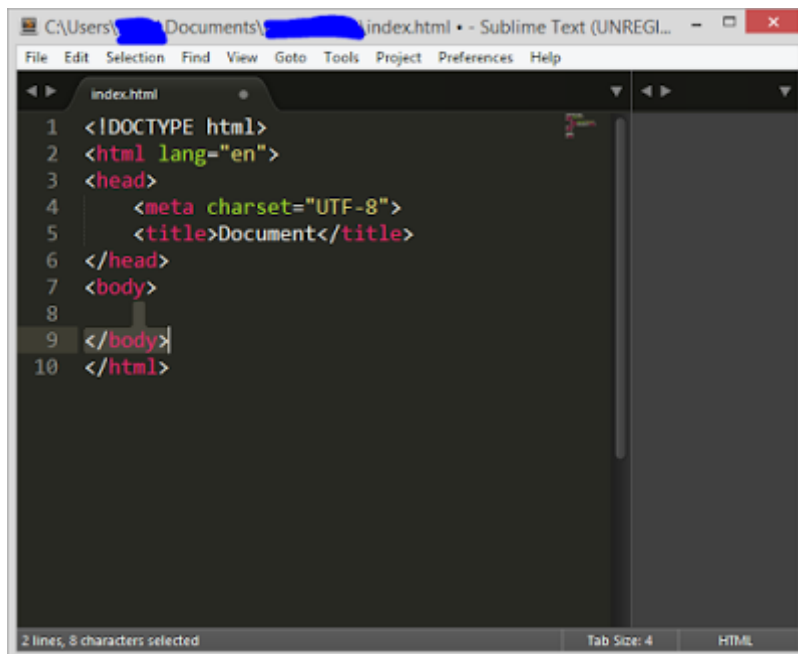 C:\Users\ \Documents\ \index.html • - Sublime Text (UNREGI...
File Edit Selection Find View Goto Tools Project Preferences Help
index.html
1 <!DOCTYPE html>
2 <html lang="en">
3 <head>
4 <meta charset="UTF-8">
5 <title>Document</title>
6 </head>
7 <body>
8
9 </body>
10 </html>
2 lines, 8 characters selected Tab Size: 4 HTML